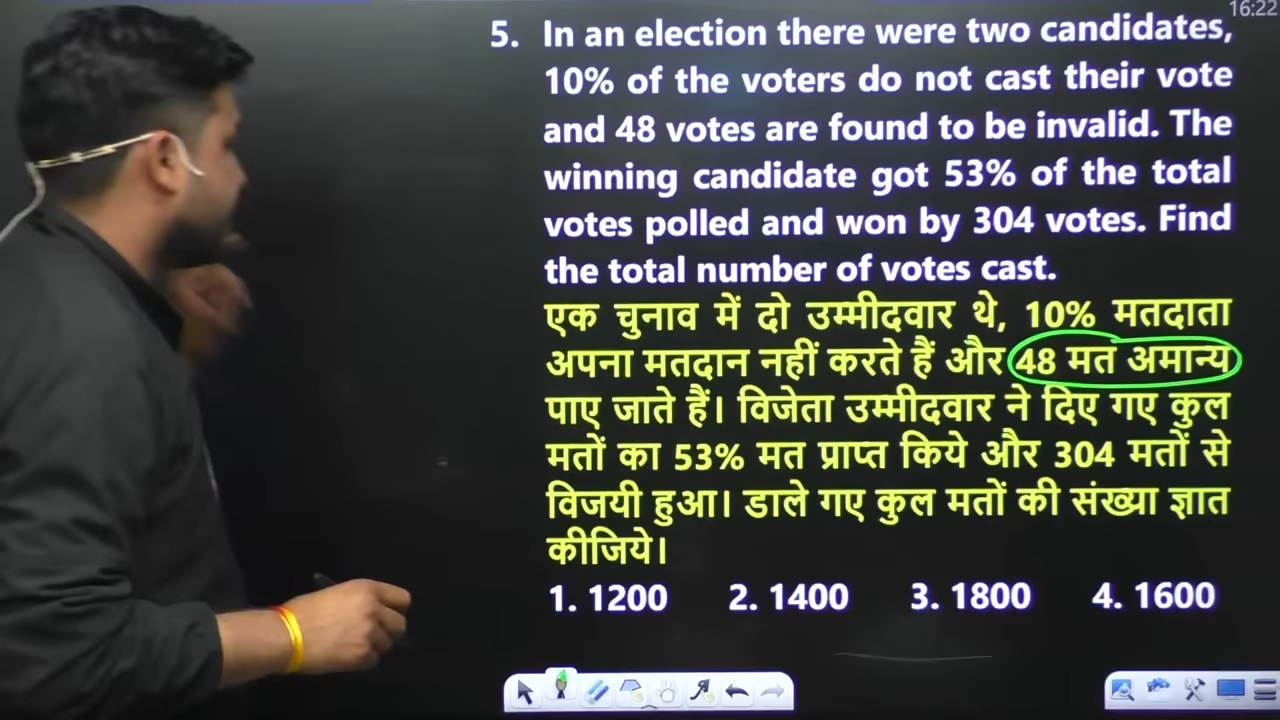 16:22
5. In an election there were two candidates,
10% of the voters do not cast their vote
and 48 votes are found to be invalid. The
winning candidate got 53% of the total
votes polled and won by 304 votes. Find
the total number of votes cast.
एक चुनाव में दो उम्मीदवार थे, 10% मतदाता
अपना मतदान नहीं करते हैं और 48 मत अमान्य
पाए जाते हैं। विजेता उम्मीदवार ने दिए गए कुल
मतों का 53% मत प्राप्त किये और 304 मतों से
विजयी हुआ। डाले गए कुल मतों की संख्या ज्ञात
कीजिये।
1. 1200 2. 1400 3. 1800 4. 1600